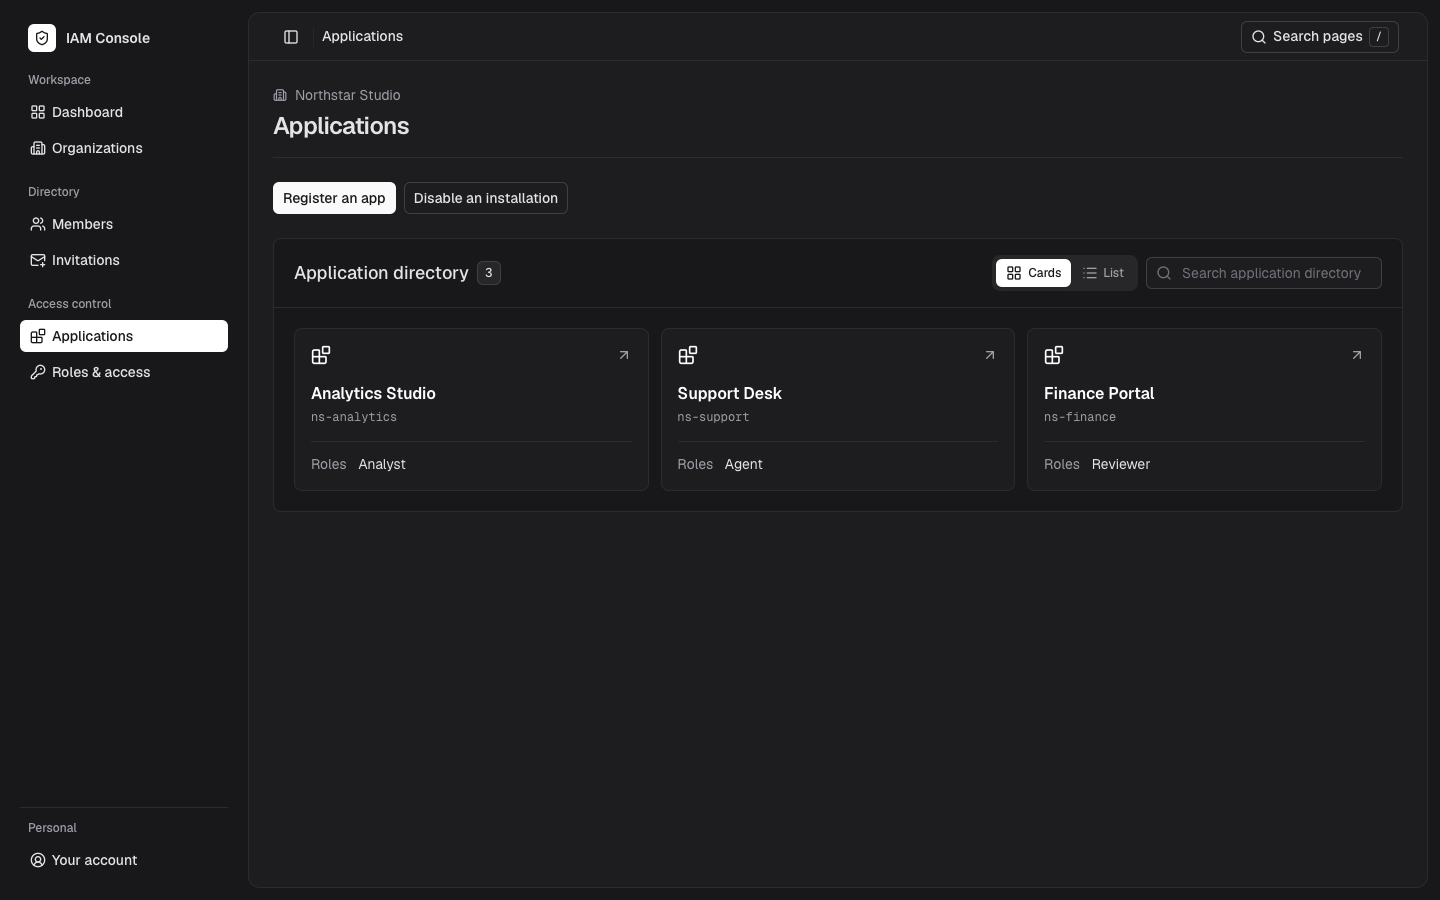 IAM Console
Workspace
Dashboard
Organizations
Directory
Members
Invitations
Access control
Applications
Roles & access
Personal
Your account
Applications
Search pages /
Northstar Studio
Applications
Register an app
Disable an installation
Application directory 3
Cards
List
Search application directory
Analytics Studio
ns-analytics
Roles Analyst
Support Desk
ns-support
Roles Agent
Finance Portal
ns-finance
Roles Reviewer